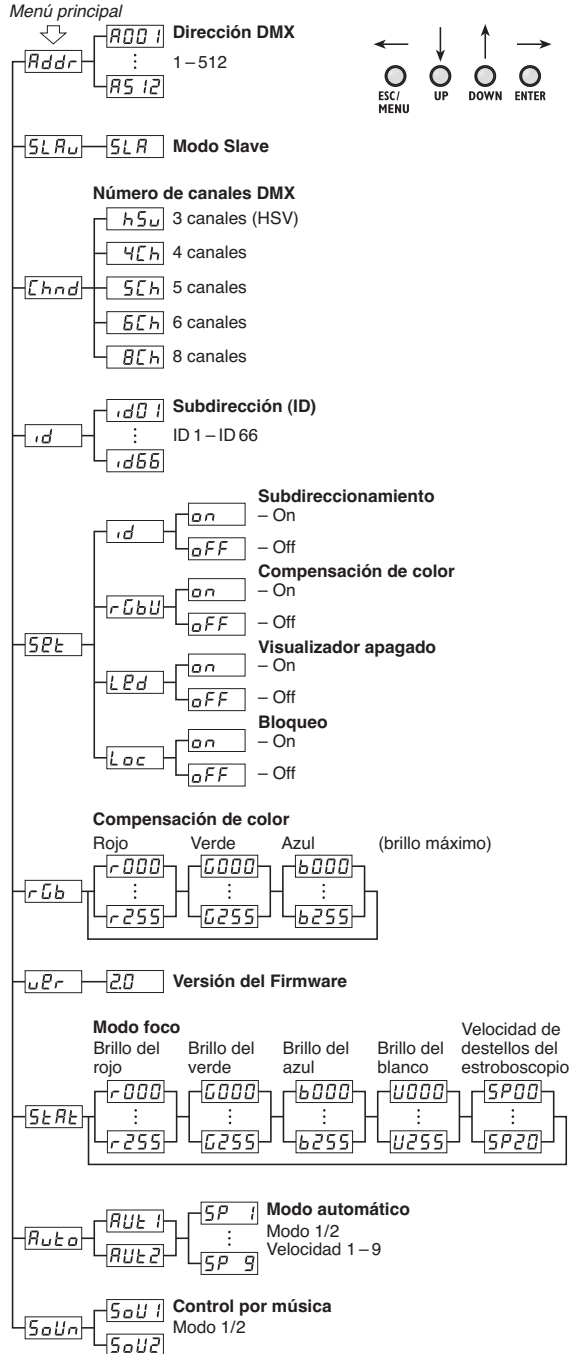 Menú principal
Addr
A001
⋮
A512
Dirección DMX
1–512
ESC/
MENU
UP
DOWN
ENTER
SLAv
SLA
Modo Slave
Número de canales DMX
Chnd
hSv
3 canales (HSV)
4Ch
4 canales
5Ch
5 canales
6Ch
6 canales
8Ch
8 canales
id
id01
⋮
id66
Subdirección (ID)
ID 1–ID 66
SEt
id
Subdireccionamiento
on
– On
oFF
– Off
rGbU
Compensación de color
on
– On
oFF
– Off
LEd
Visualizador apagado
on
– On
oFF
– Off
Loc
Bloqueo
on
– On
oFF
– Off
Compensación de color
Rojo Verde Azul (brillo máximo)
rGb
r000 G000 b000
⋮ ⋮ ⋮
r255 G255 b255
vEr
2.0
Versión del Firmware
Modo foco
Brillo del rojo
Brillo del verde
Brillo del azul
Brillo del blanco
Velocidad de destellos del estroboscopio
StAt
r000 G000 b000 U000 SP00
⋮ ⋮ ⋮ ⋮ ⋮
r255 G255 b255 U255 SP20
Auto
AUt1
AUt2
SP 1
⋮
SP 9
Modo automático
Modo 1/2
Velocidad 1–9
SoUn
SoU1
SoU2
Control por música
Modo 1/2